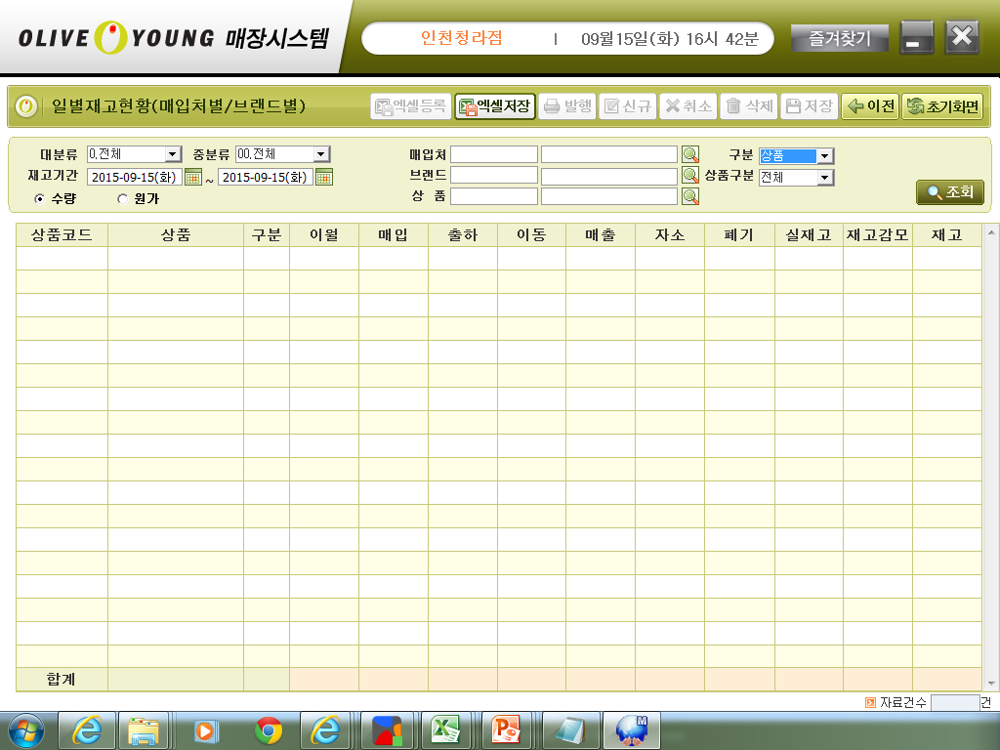 OLIVE YOUNG 매장시스템 인천청라점 | 09월15일(화) 16시 42분 즐겨찾기
일별재고현황(매입처별/브랜드별) 엑셀등록 엑셀저장 발행 신규 취소 삭제 저장 이전 초기화면
대분류 0.전체 중분류 00.전체 매입처 구분 상품
재고기간 2015-09-15(화) ~ 2015-09-15(화) 브랜드 상품구분 전체
수량 원가 상 품 조회
상품코드 상품 구분 이월 매입 출하 이동 매출 자소 폐기 실재고 재고감모 재고
합계
자료건수 건